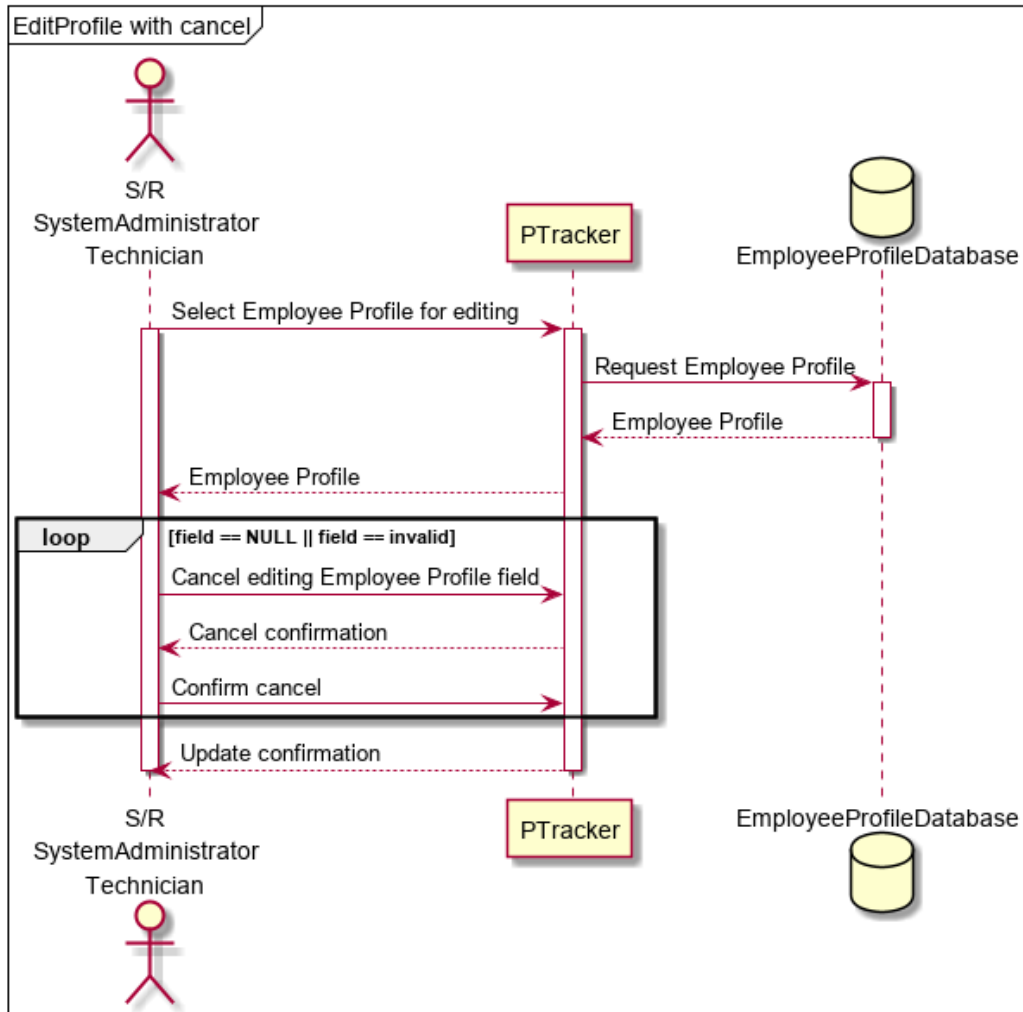 EditProfile with cancel
S/R
SystemAdministrator
Technician
PTracker
EmployeeProfileDatabase
Select Employee Profile for editing
Request Employee Profile
Employee Profile
Employee Profile
loop
[field == NULL || field == invalid]
Cancel editing Employee Profile field
Cancel confirmation
Confirm cancel
Update confirmation
S/R
SystemAdministrator
Technician
PTracker
EmployeeProfileDatabase